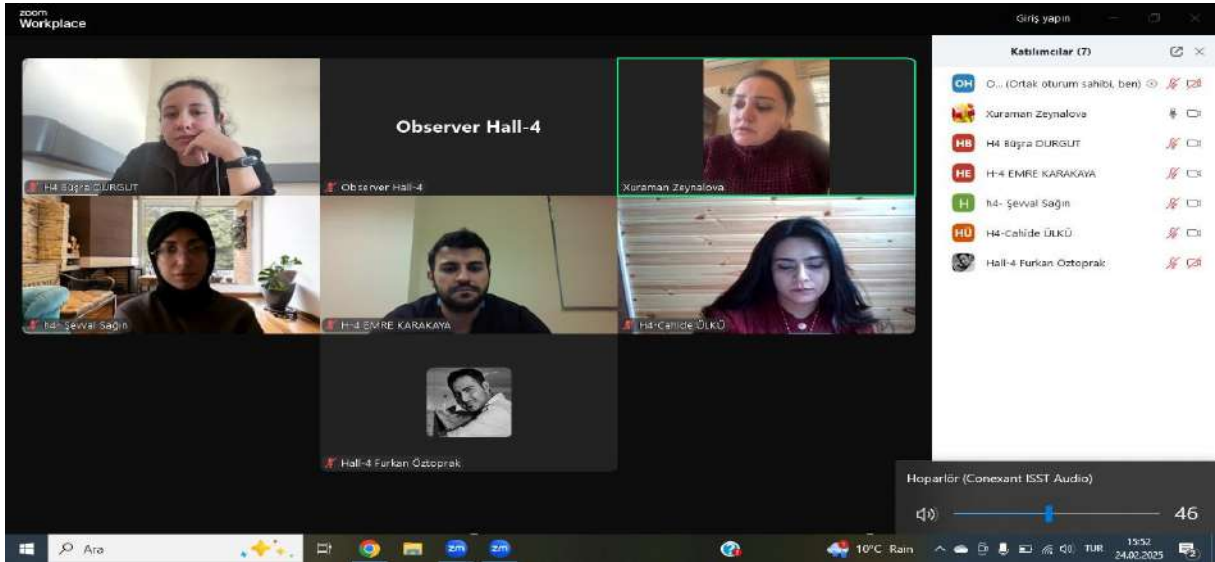 zoom
Workplace
Giriş yapın
Katılımcılar (7)
Observer Hall-4
H4 Büşra DURGUT
Observer Hall-4
Xuraman Zeynalova
h4- Şevval Sağın
H-4 EMRE KARAKAYA
H4-Cahide ÜLKÜ
Hall-4 Furkan Öztoprak
OH O... (Ortak oturum sahibi, ben)
Xuraman Zeynalova
HB H4 Büşra DURGUT
HE H-4 EMRE KARAKAYA
H h4- Şevval Sağın
HÜ H4-Cahide ÜLKÜ
Hall-4 Furkan Öztoprak
Hoparlör (Conexant ISST Audio)
46
Ara
zm
zm
10°C Rain
TUR
15:52
24.02.2025
2